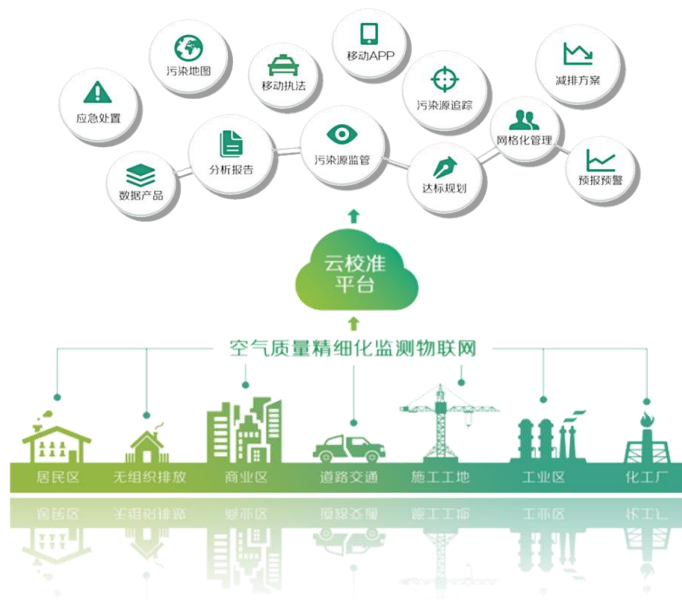 移动APP
污染地图
移动执法
减排方案
应急处置
污染源追踪
网格化管理
分析报告
污染源监管
数据产品
达标规划
预报预警
云校准
平台
空气质量精细化监测物联网
居民区
无组织排放
商业区
道路交通
施工工地
工业区
化工厂